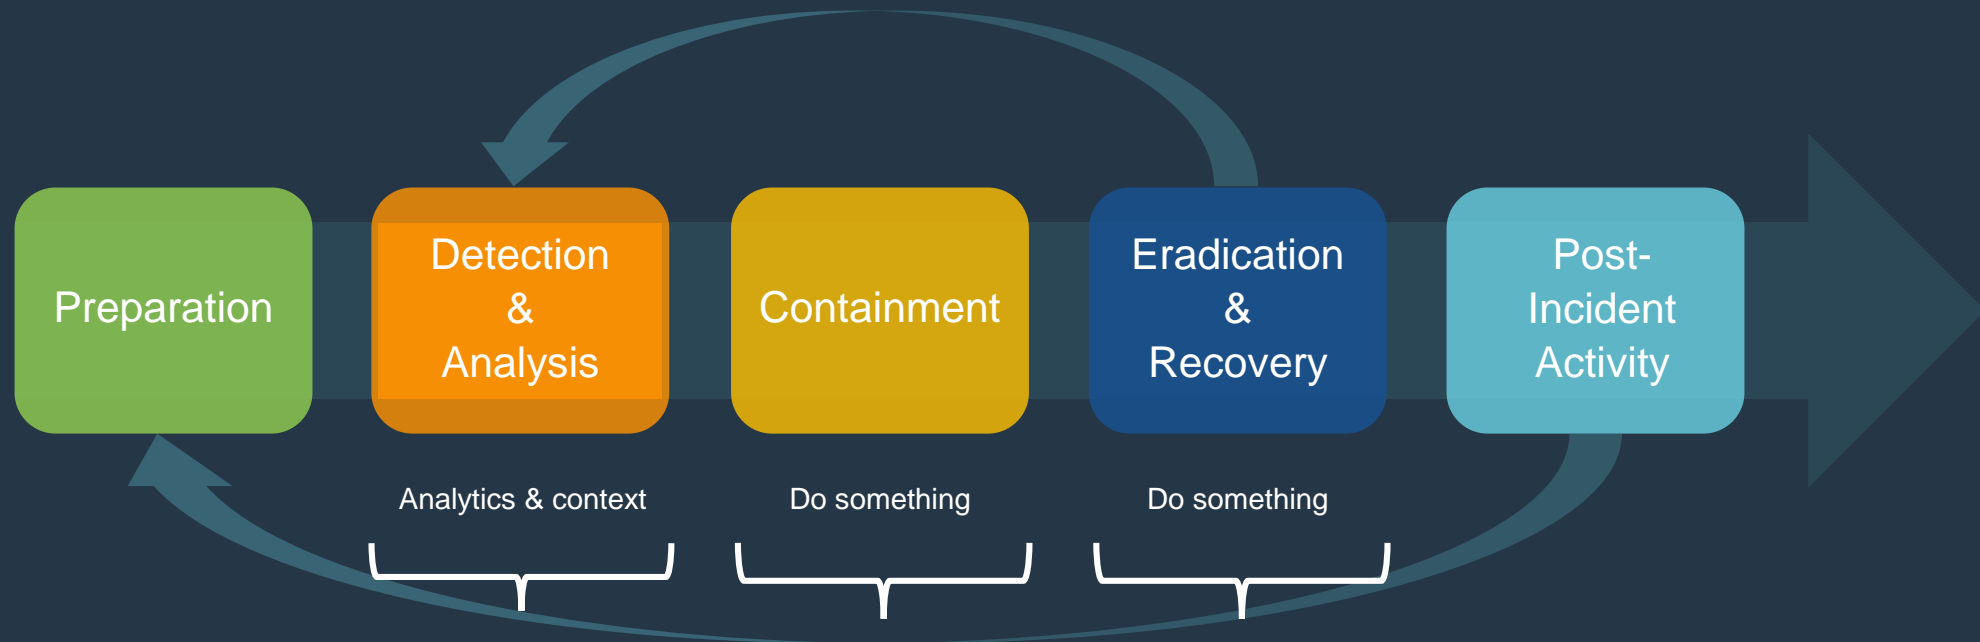 Preparation
Detection
&
Analysis
Containment
Eradication
&
Recovery
Post-
Incident
Activity
Analytics & context
Do something
Do something